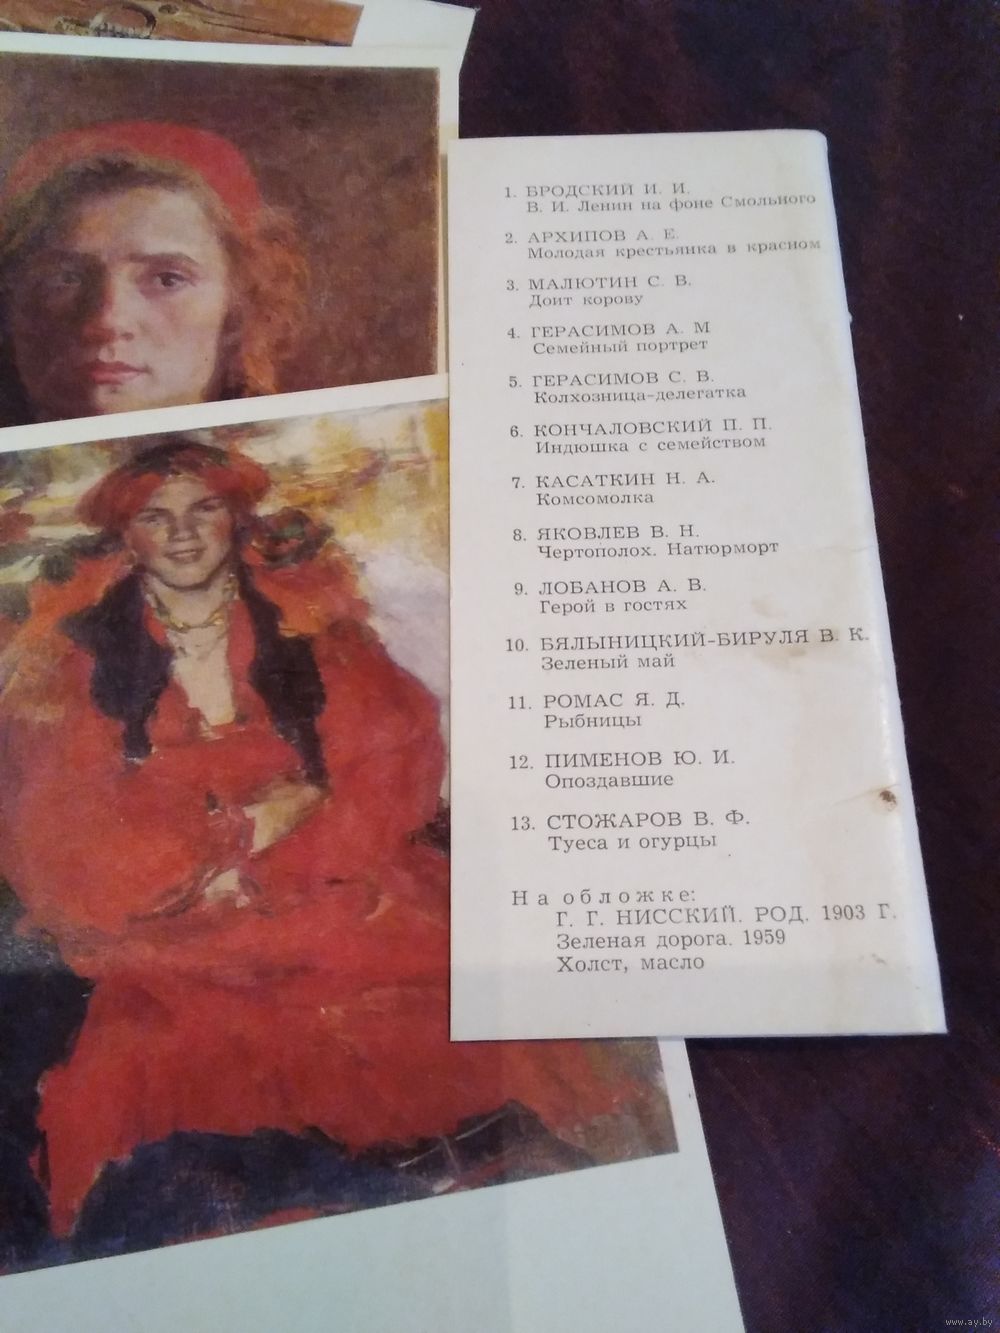 1. БРОДСКИЙ И. И.
В. И. Ленин на фоне Смольного
2. АРХИПОВ А. Е.
Молодая крестьянка в красном
3. МАЛЮТИН С. В.
Доит корову
4. ГЕРАСИМОВ А. М
Семейный портрет
5. ГЕРАСИМОВ С. В.
Колхозница-делегатка
6. КОНЧАЛОВСКИЙ П. П.
Индюшка с семейством
7. КАСАТКИН Н. А.
Комсомолка
8. ЯКОВЛЕВ В. Н.
Чертополох. Натюрморт
9. ЛОБАНОВ А. В.
Герой в гостях
10. БЯЛЫНИЦКИЙ-БИРУЛЯ В. К.
Зеленый май
11. РОМАС Я. Д.
Рыбницы
12. ПИМЕНОВ Ю. И.
Опоздавшие
13. СТОЖАРОВ В. Ф.
Туеса и огурцы
На обложке:
Г. Г. НИССКИЙ. РОД. 1903 Г.
Зеленая дорога. 1959
Холст, масло
www.ay.by